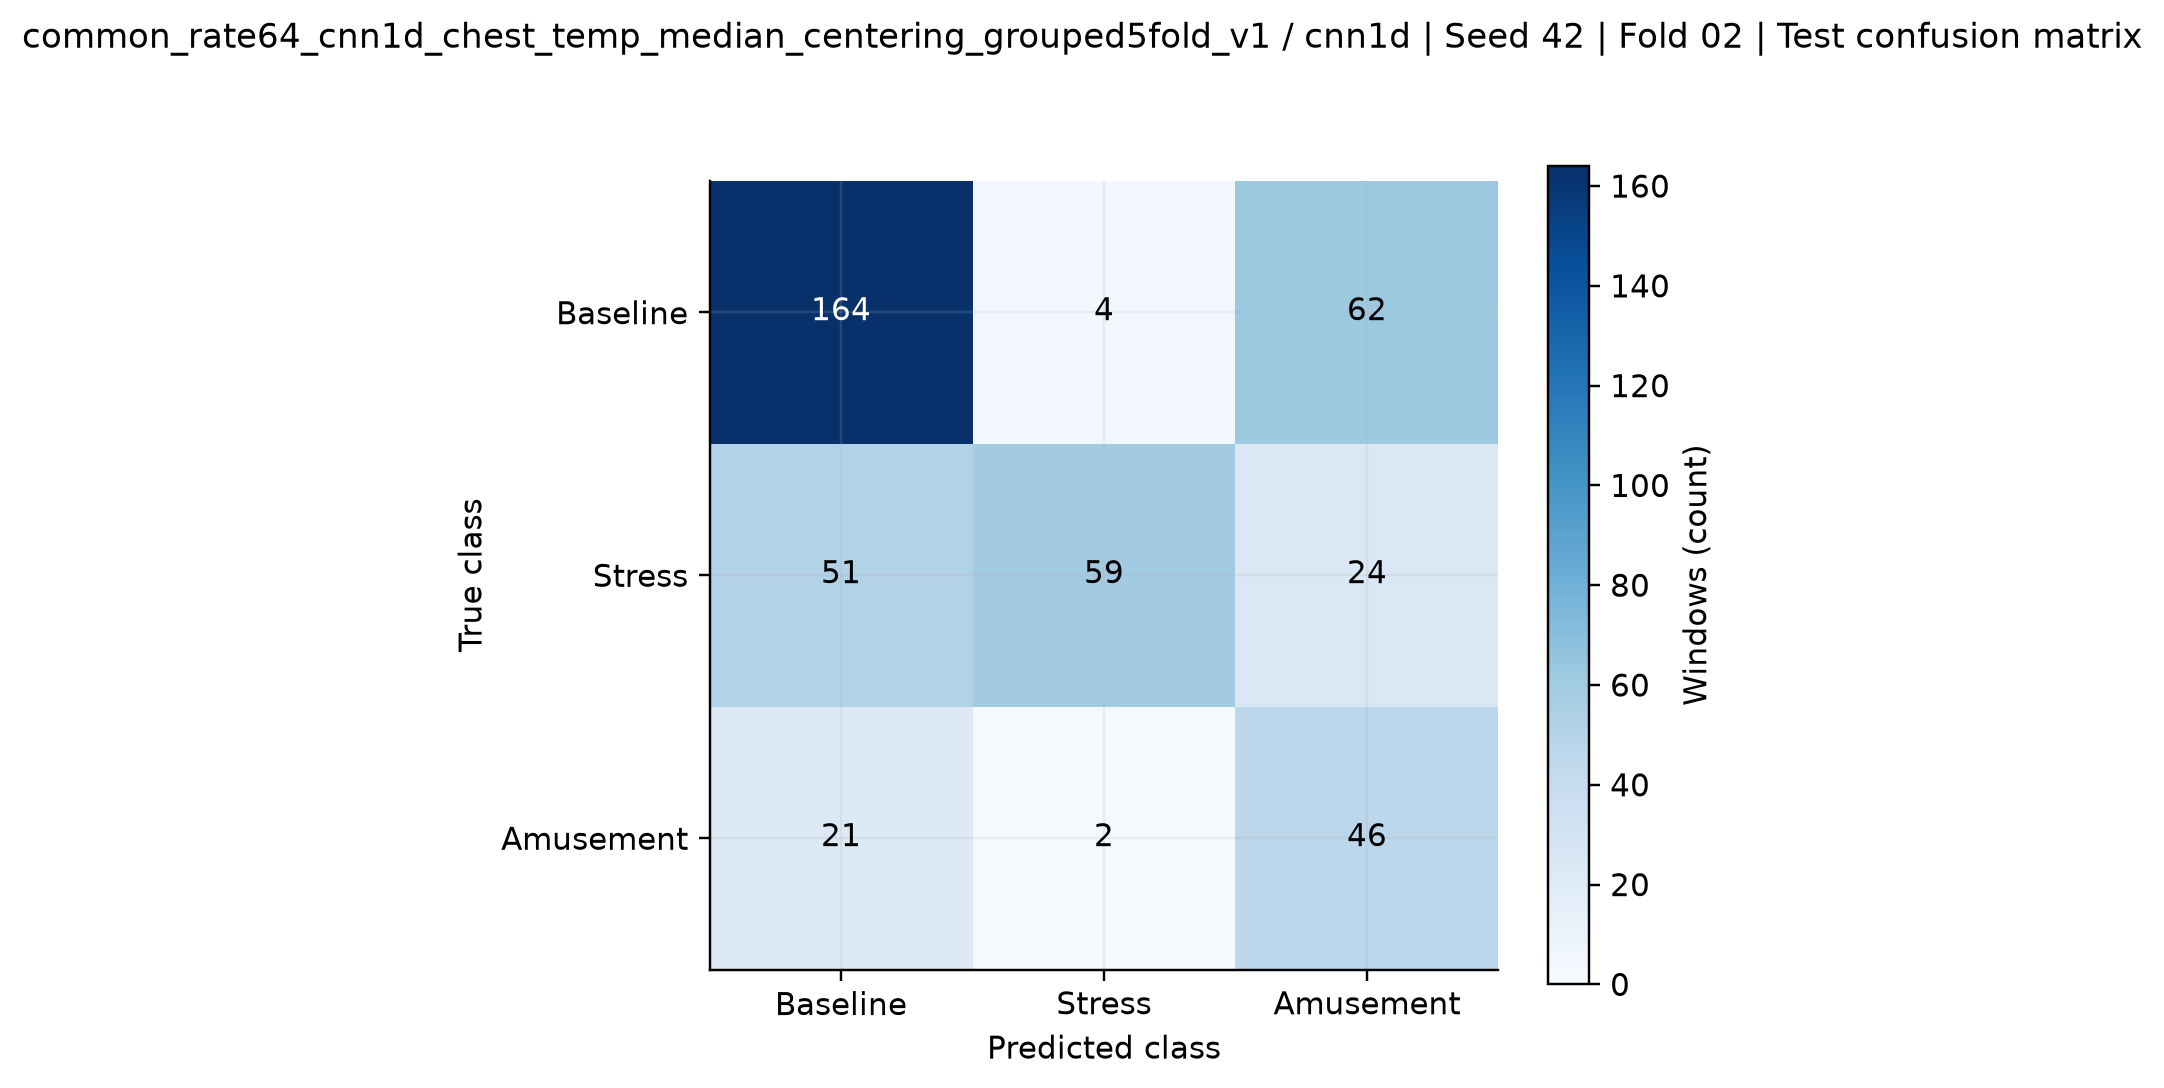 common_rate64_cnn1d_chest_temp_median_centering_grouped5fold_v1 / cnn1d | Seed 42 | Fold 02 | Test confusion matrix
True class
Baseline 164 4 62
Stress 51 59 24
Amusement 21 2 46
Baseline Stress Amusement
Predicted class
160
140
120
100
80
60
40
20
0
Windows (count)